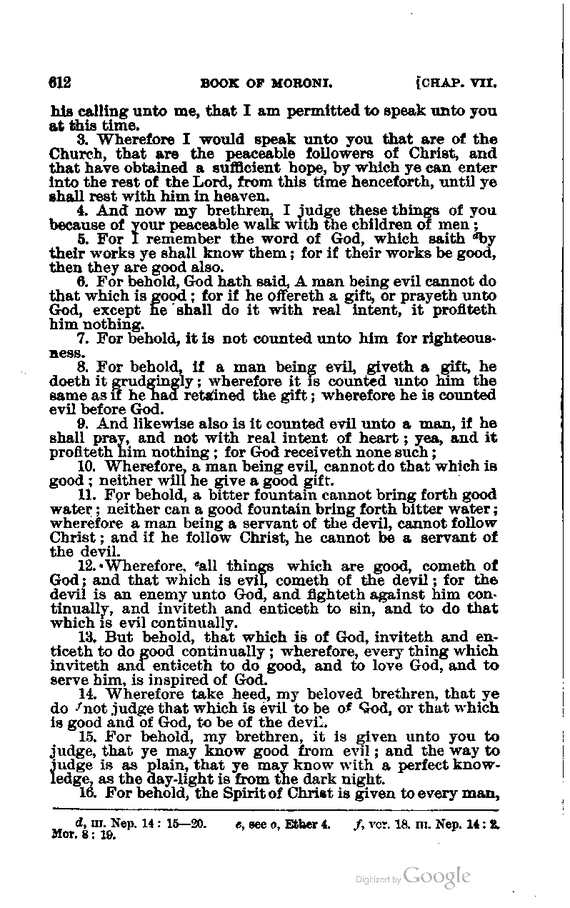 612 BOOK OF MORONI. [CHAP. VII.
his calling unto me, that I am permitted to speak unto you
at this time.
3. Wherefore I would speak unto you that are of the
Church, that are the peaceable followers of Christ, and
that have obtained a sufficient hope, by which ye can enter
into the rest of the Lord, from this time henceforth, until ye
shall rest with him in heaven.
4. And now my brethren, I judge these things of you
because of your peaceable walk with the children of men;
5. For I remember the word of God, which saith ᵈby
their works ye shall know them; for if their works be good,
then they are good also.
6. For behold, God hath said, A man being evil cannot do
that which is good; for if he offereth a gift, or prayeth unto
God, except he shall do it with real intent, it profiteth
him nothing.
7. For behold, it is not counted unto him for righteous-
ness.
8. For behold, if a man being evil, giveth a gift, he
doeth it grudgingly; wherefore it is counted unto him the
same as if he had retained the gift; wherefore he is counted
evil before God.
9. And likewise also is it counted evil unto a man, if he
shall pray, and not with real intent of heart; yea, and it
profiteth him nothing; for God receiveth none such;
10. Wherefore, a man being evil, cannot do that which is
good; neither will he give a good gift.
11. For behold, a bitter fountain cannot bring forth good
water; neither can a good fountain bring forth bitter water;
wherefore a man being a servant of the devil, cannot follow
Christ; and if he follow Christ, he cannot be a servant of
the devil.
12. Wherefore, ᵉall things which are good, cometh of
God; and that which is evil, cometh of the devil; for the
devil is an enemy unto God, and fighteth against him con-
tinually, and inviteth and enticeth to sin, and to do that
which is evil continually.
13. But behold, that which is of God, inviteth and en-
ticeth to do good continually; wherefore, every thing which
inviteth and enticeth to do good, and to love God, and to
serve him, is inspired of God.
14. Wherefore take heed, my beloved brethren, that ye
do ᶠnot judge that which is evil to be of God, or that which
is good and of God, to be of the devil.
15. For behold, my brethren, it is given unto you to
judge, that ye may know good from evil; and the way to
judge is as plain, that ye may know with a perfect know-
ledge, as the day-light is from the dark night.
16. For behold, the Spirit of Christ is given to every man,
d, III. Nep. 14: 15—20. e, see o, Ether 4. f, ver. 18. III. Nep. 14: 2.
Mor. 8: 19.
Digitized by Google